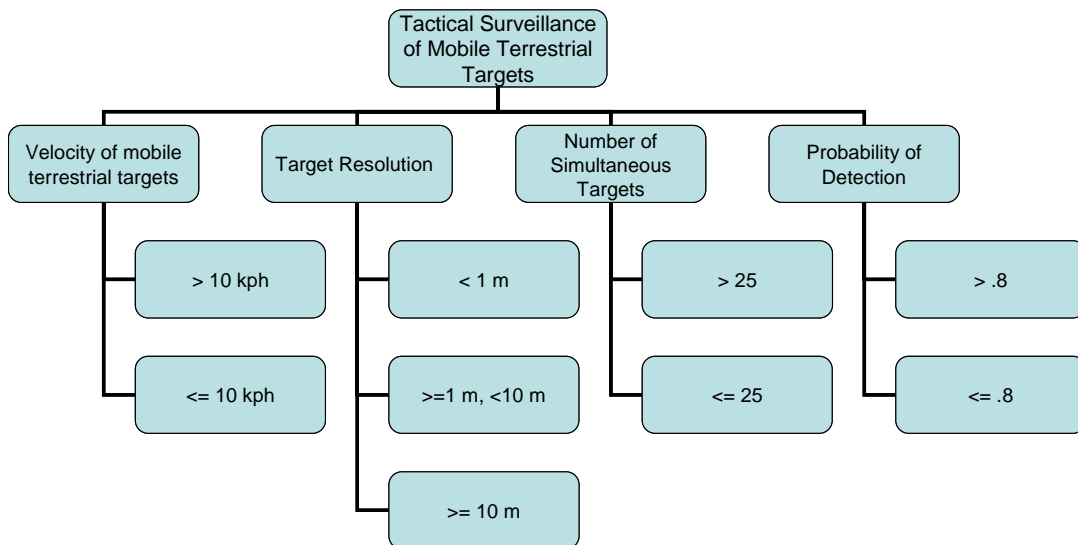 Tactical Surveillance
of Mobile Terrestrial
Targets
Velocity of mobile
terrestrial targets
Target Resolution
Number of
Simultaneous
Targets
Probability of
Detection
> 10 kph
< 1 m
> 25
> .8
<= 10 kph
>=1 m, <10 m
<= 25
<= .8
>= 10 m